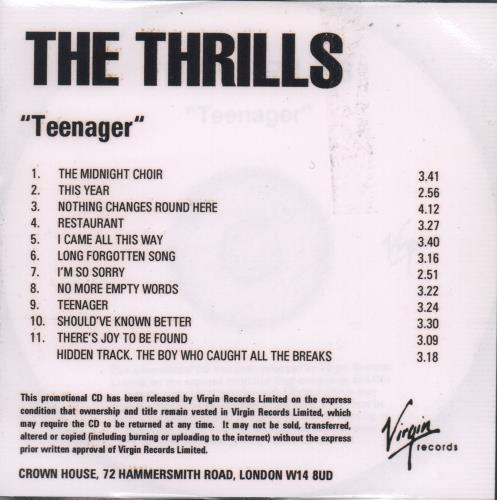 THE THRILLS
"Teenager"
"Teenager"
1. THE MIDNIGHT CHOIR 3.41
2. THIS YEAR 2.56
3. NOTHING CHANGES ROUND HERE 4.12
4. RESTAURANT 3.27
5. I CAME ALL THIS WAY 3.40
6. LONG FORGOTTEN SONG 3.16
7. I'M SO SORRY 2.51
8. NO MORE EMPTY WORDS 3.22
9. TEENAGER 3.24
10. SHOULD'VE KNOWN BETTER 3.30
11. THERE'S JOY TO BE FOUND 3.09
HIDDEN TRACK. THE BOY WHO CAUGHT ALL THE BREAKS 3.18
This promotional CD has been released by Virgin Records Limited on the express
condition that ownership and title remain vested in Virgin Records Limited, which
may require the CD to be returned at any time. It may not be sold, transferred,
altered or copied (including burning or uploading to the internet) without the express
prior written approval of Virgin Records Limited.
Virgin
records
CROWN HOUSE, 72 HAMMERSMITH ROAD, LONDON W14 8UD